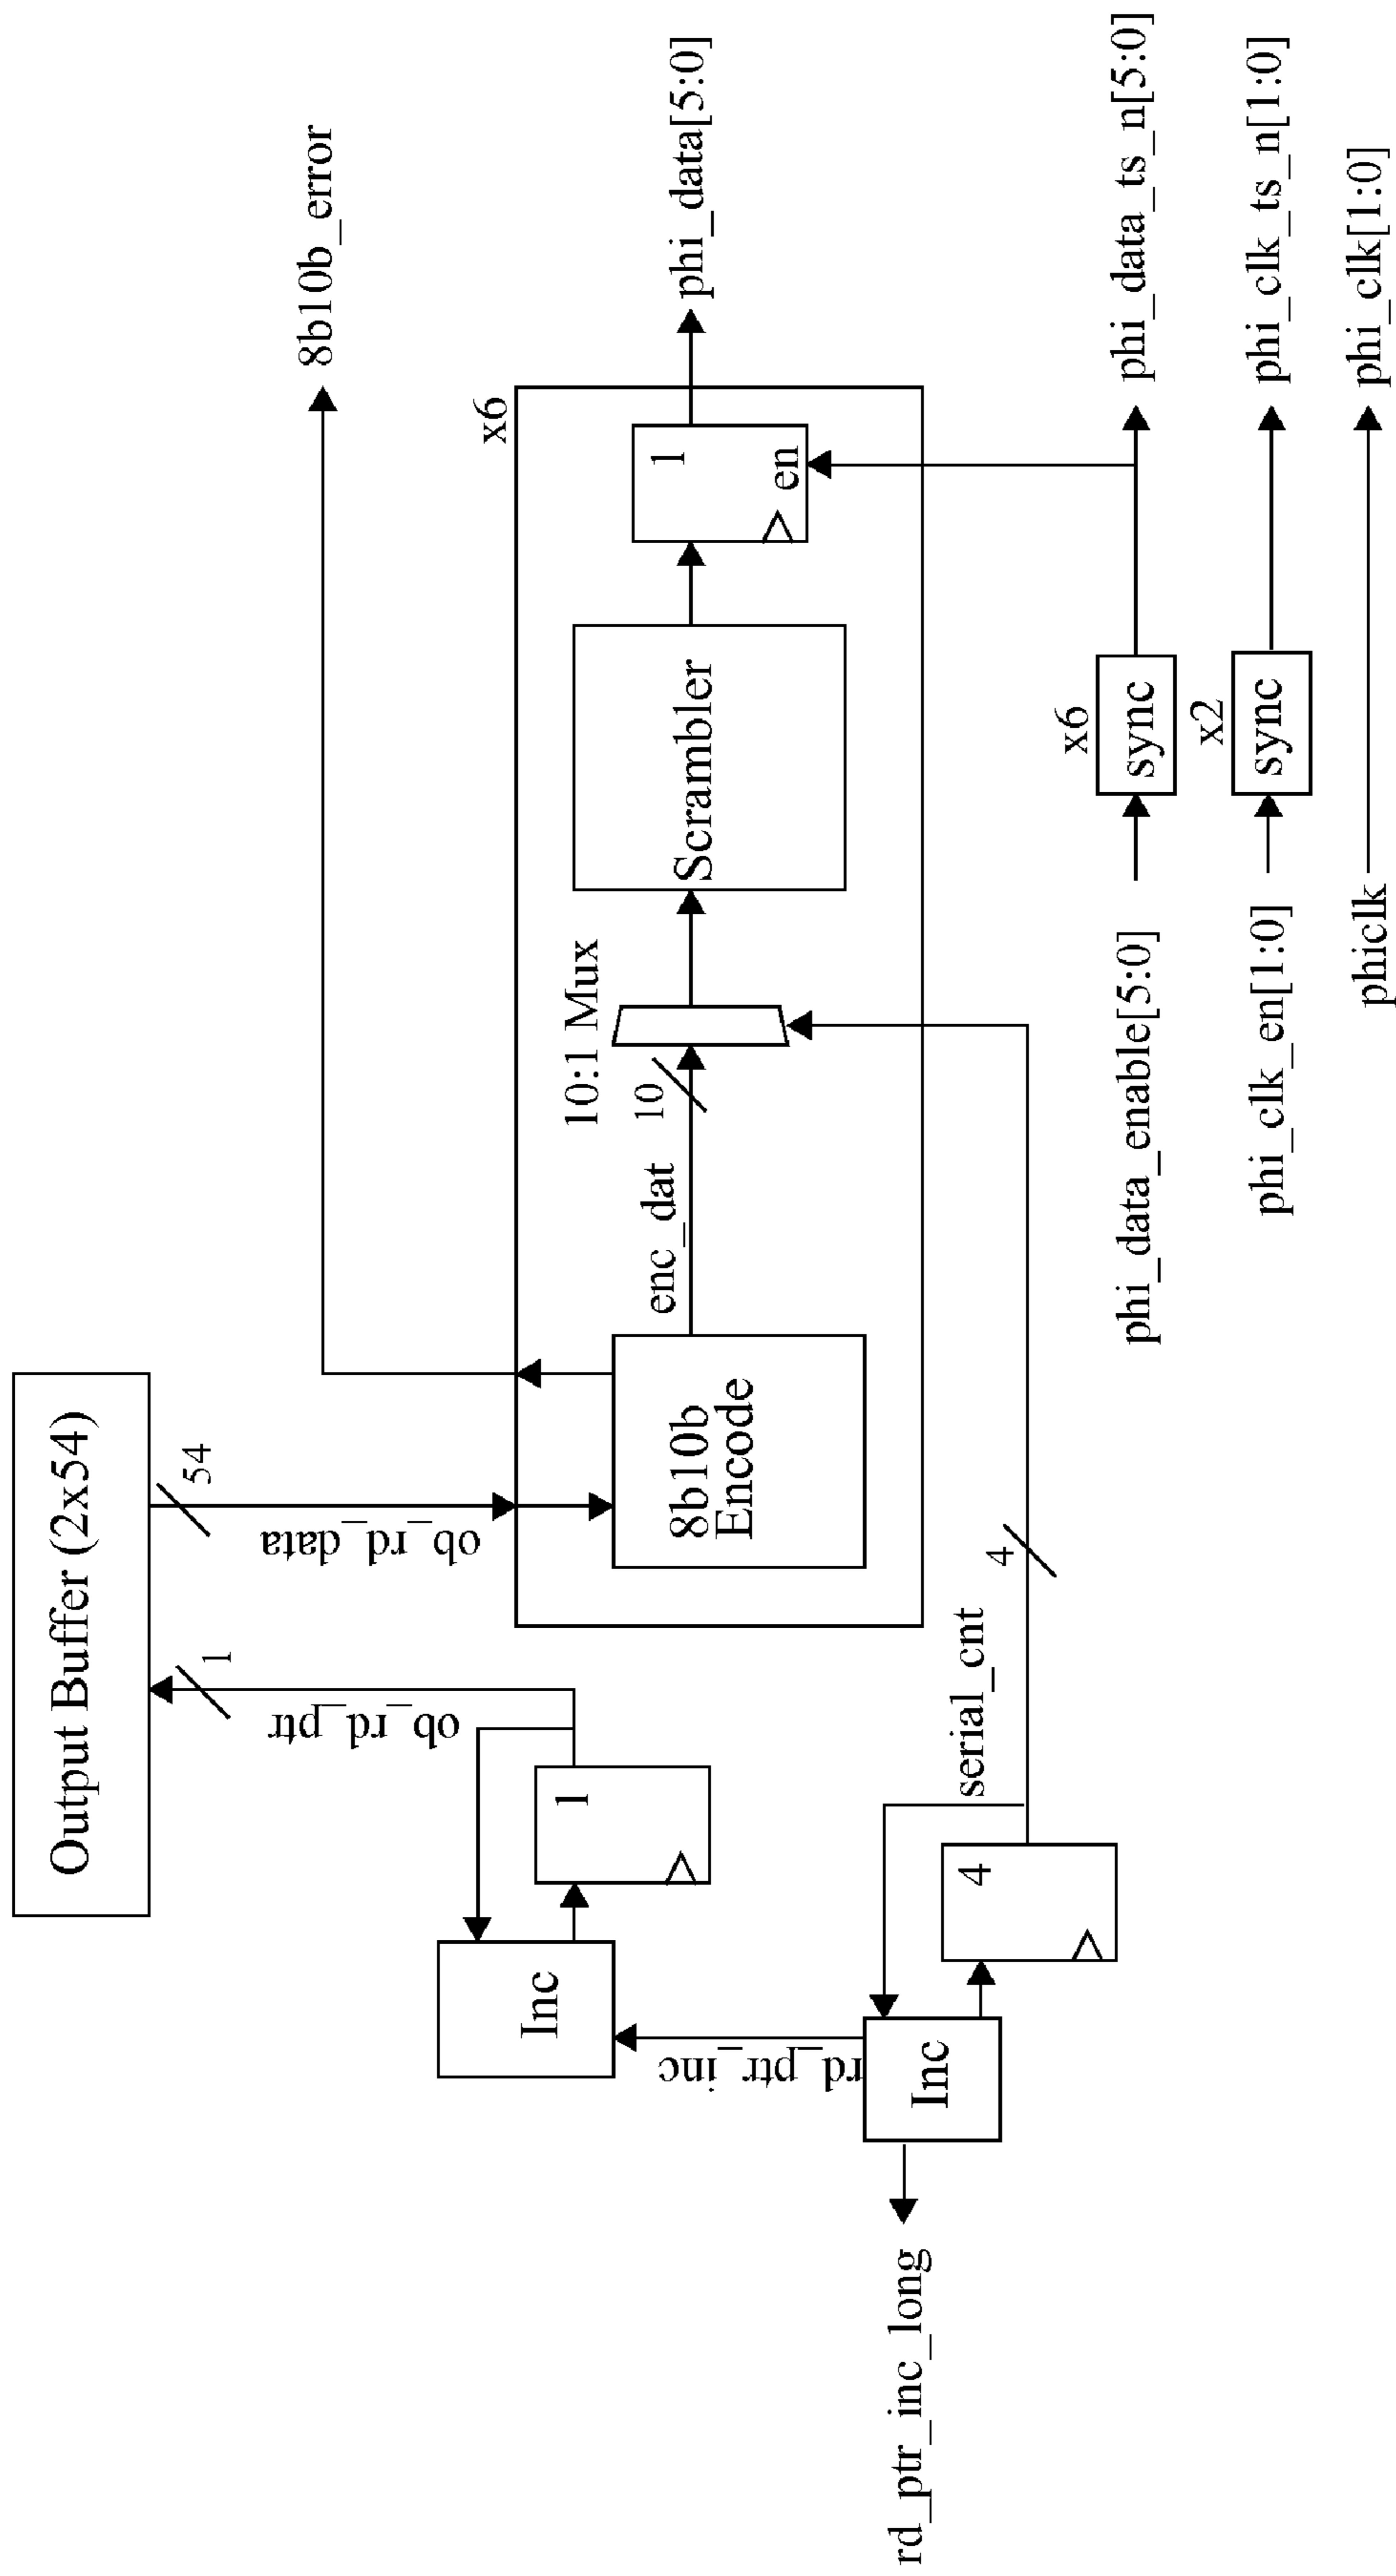 Output Buffer (2x54)
8b10b_error
54
ob_rd_data
1
ob_rd_ptr
x6
Inc
1
8b10b
Encode
enc_dat
10
10:1 Mux
Scrambler
1
en
phi_data[5:0]
rd_ptr_inc
Inc
rd_ptr_inc_long
4
serial_cnt
4
phi_data_enable[5:0]
x6
sync
phi_data_ts_n[5:0]
phi_clk_en[1:0]
x2
sync
phi_clk_ts_n[1:0]
phiclk
phi_clk[1:0]